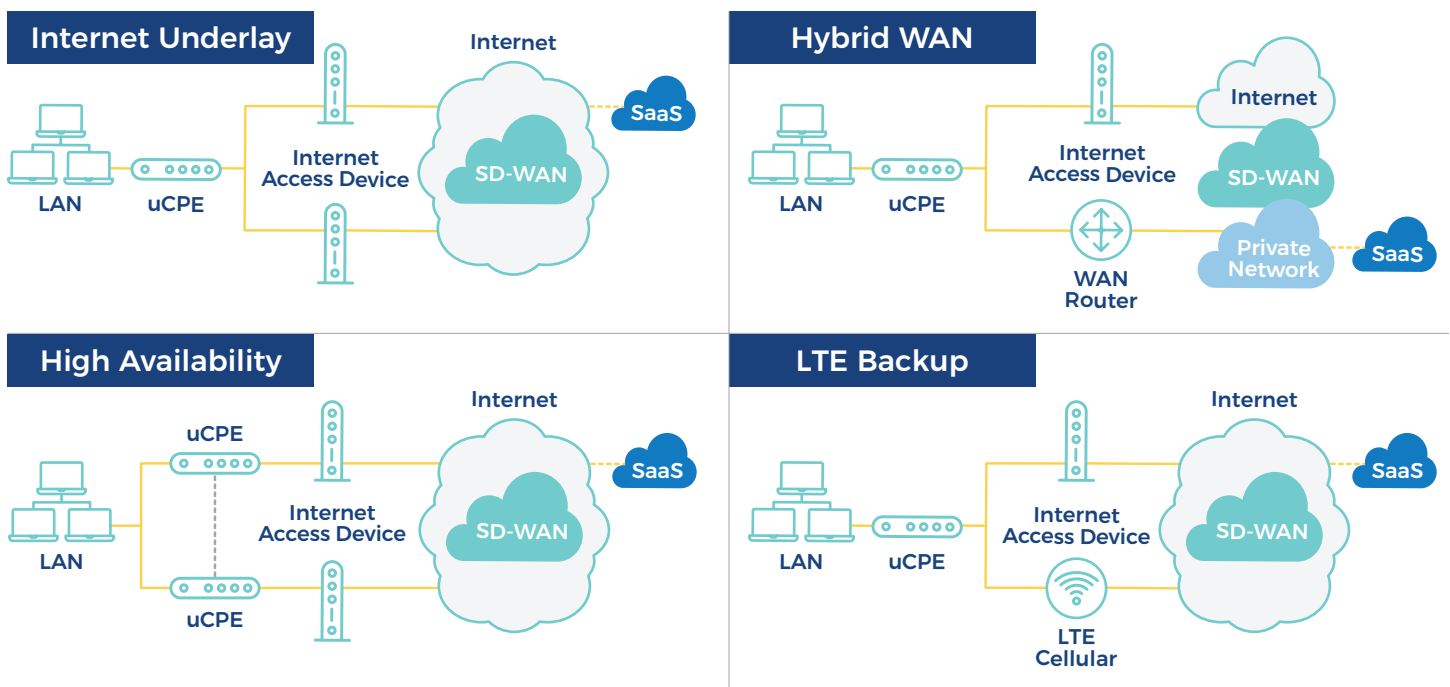 Internet Underlay
Internet
SaaS
SD-WAN
Internet
Access Device
LAN
uCPE
Hybrid WAN
Internet
Internet
Access Device
SD-WAN
LAN
uCPE
Private
Network
SaaS
WAN
Router
High Availability
Internet
uCPE
SaaS
Internet
Access Device
SD-WAN
LAN
uCPE
LTE Backup
Internet
SaaS
Internet
Access Device
SD-WAN
LAN
uCPE
LTE
Cellular